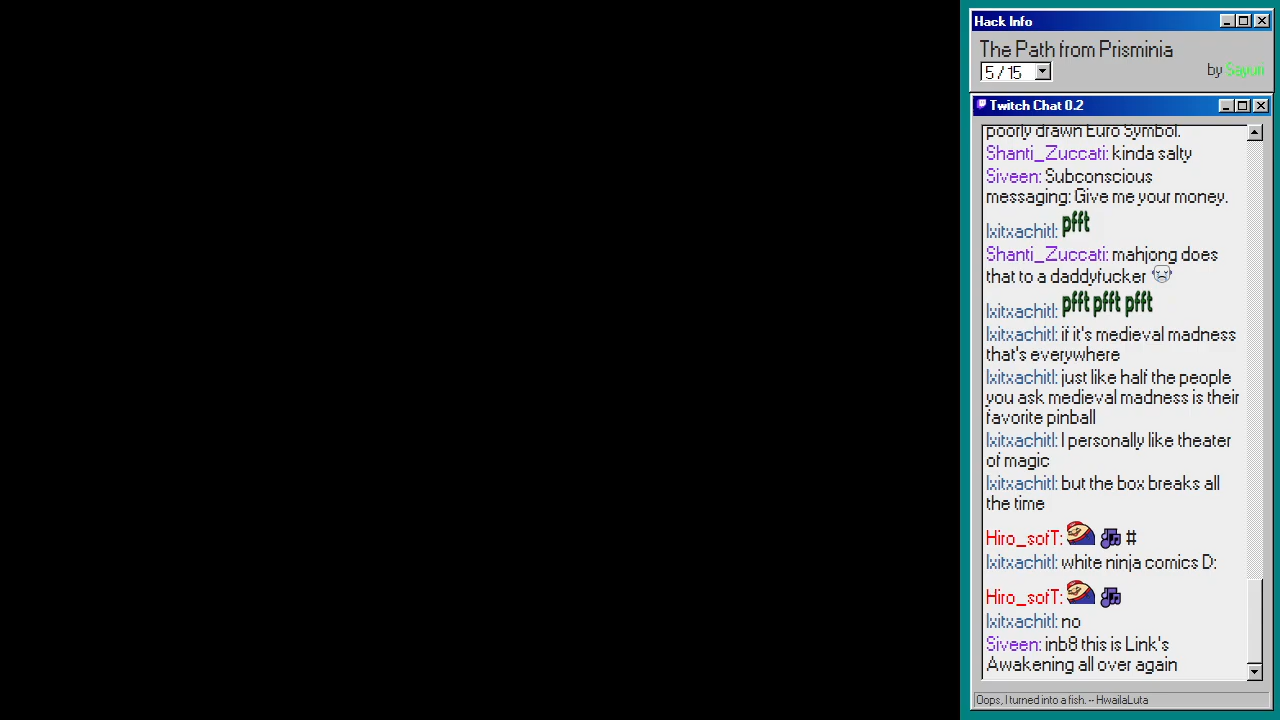 Hack Info
The Path from Prisminia
5 / 15
by Sayuri
Twitch Chat 0.2
poorly drawn Euro Symbol.
Shanti_Zuccati: kinda salty
Siveen: Subconscious
messaging: Give me your money.
Ixitxachitl: pfft
Shanti_Zuccati: mahjong does
that to a daddyfucker
Ixitxachitl: pfft pfft pfft
Ixitxachitl: if it's medieval madness
that's everywhere
Ixitxachitl: just like half the people
you ask medieval madness is their
favorite pinball
Ixitxachitl: I personally like theater
of magic
Ixitxachitl: but the box breaks all
the time
Hiro_sofT: #
Ixitxachitl: white ninja comics D:
Hiro_sofT:
Ixitxachitl: no
Siveen: inb8 this is Link's
Awakening all over again
Oops, I turned into a fish. -- HwailaLuta